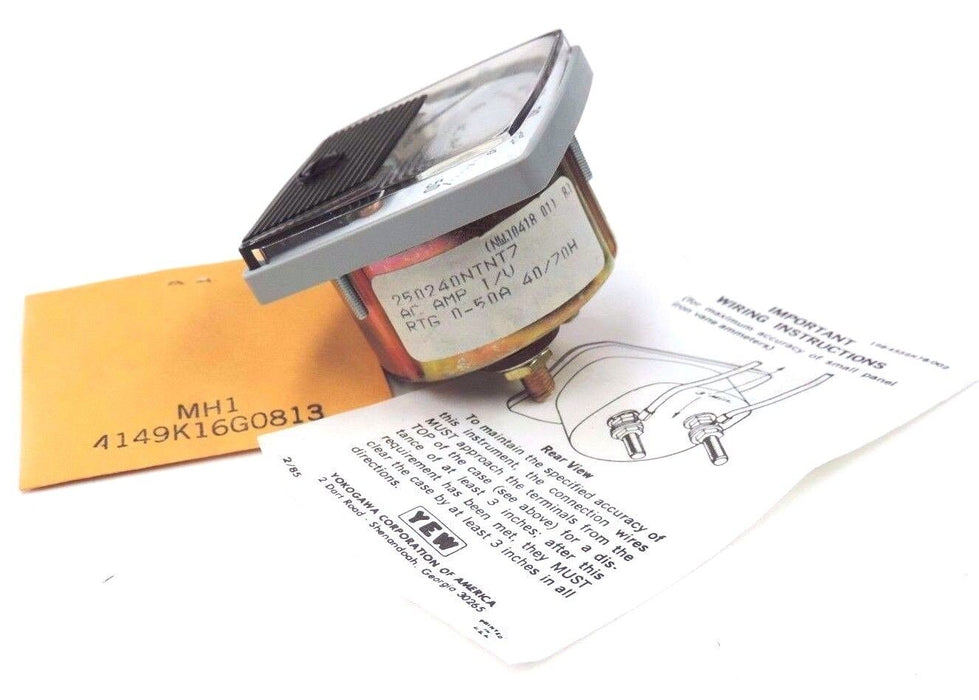 (NW)0418 011 RJ
250240NTNT7
AC AMP I/U
RTG 0-50A 40/70H
MH1
4149K16G0813
IMPORTANT
WIRING INSTRUCTIONS
(for maximum accuracy of small panel
iron vane ammeters)
Rear View
To maintain the specified accuracy of
this instrument, the connection wires
MUST approach the terminals from the
TOP of the case (see above) for a dis-
tance of at least 3 inches; after this
requirement has been met, they MUST
clear the case by at least 3 inches in all
directions.
YEW
2/85
YOKOGAWA CORPORATION OF AMERICA
2 Dart Road · Shenandoah, Georgia 30265
PRINTED
IN
U.S.A.